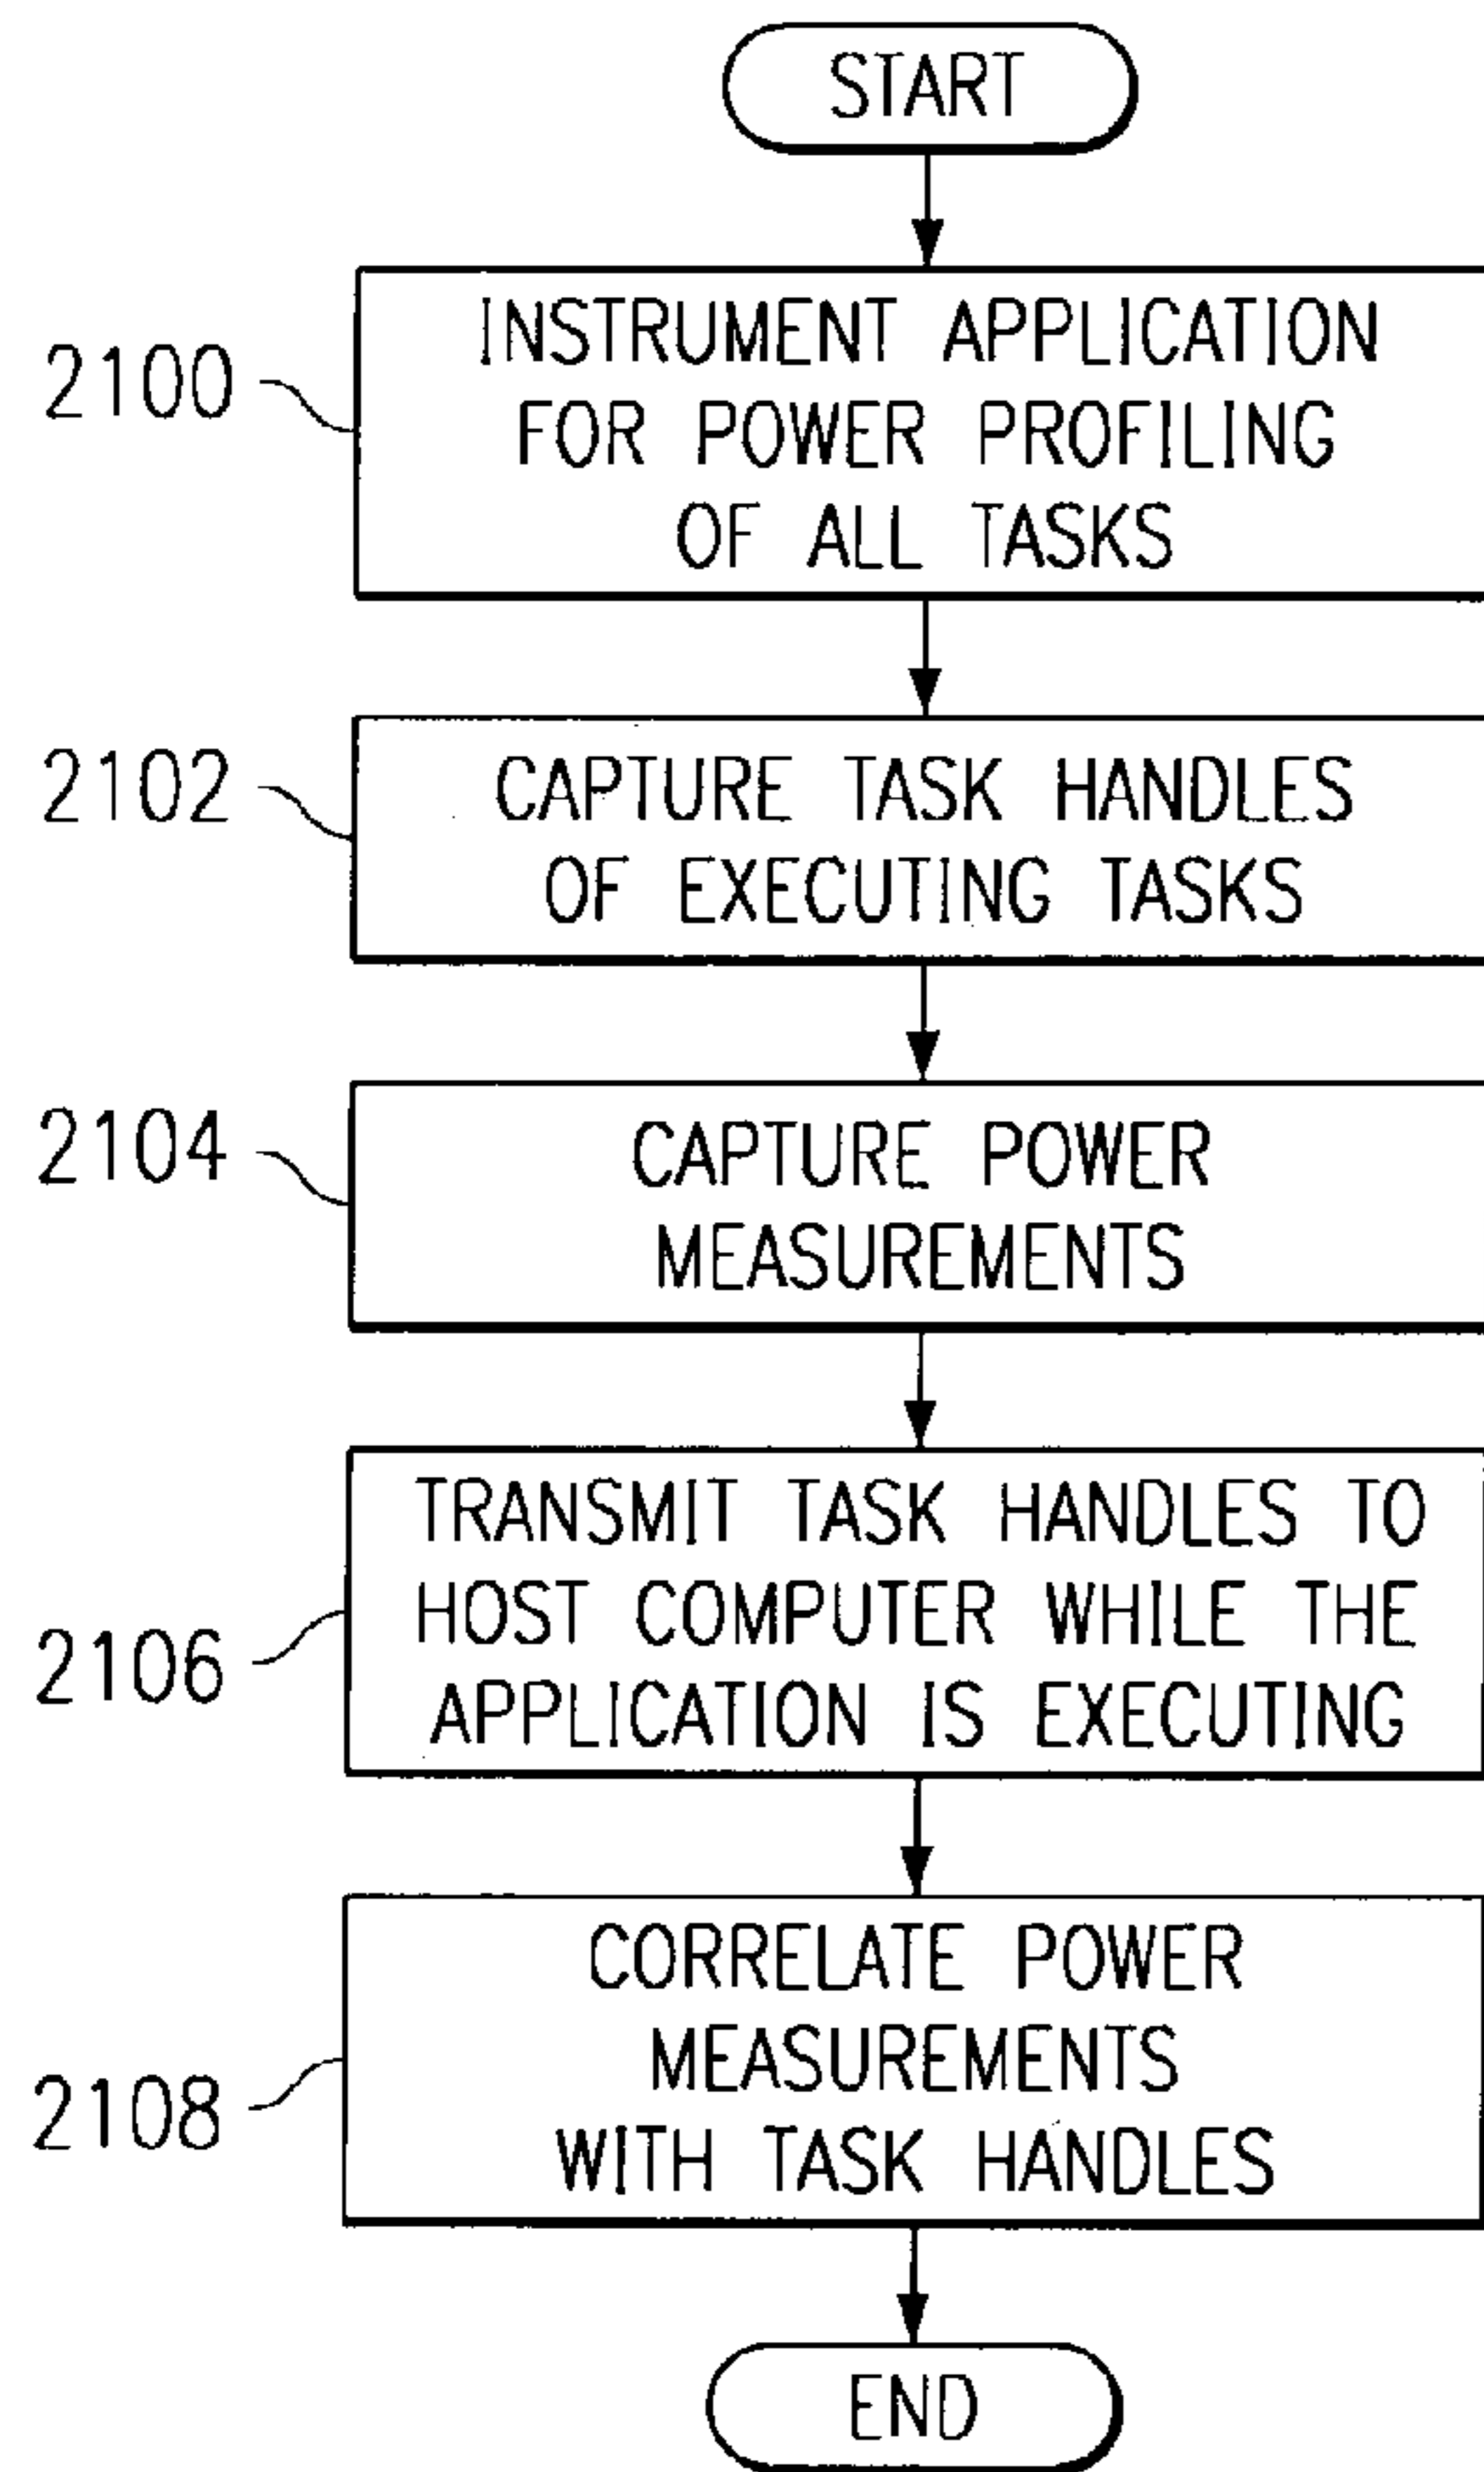 START
2100
INSTRUMENT APPLICATION
FOR POWER PROFILING
OF ALL TASKS
2102
CAPTURE TASK HANDLES
OF EXECUTING TASKS
2104
CAPTURE POWER
MEASUREMENTS
2106
TRANSMIT TASK HANDLES TO
HOST COMPUTER WHILE THE
APPLICATION IS EXECUTING
2108
CORRELATE POWER
MEASUREMENTS
WITH TASK HANDLES
END